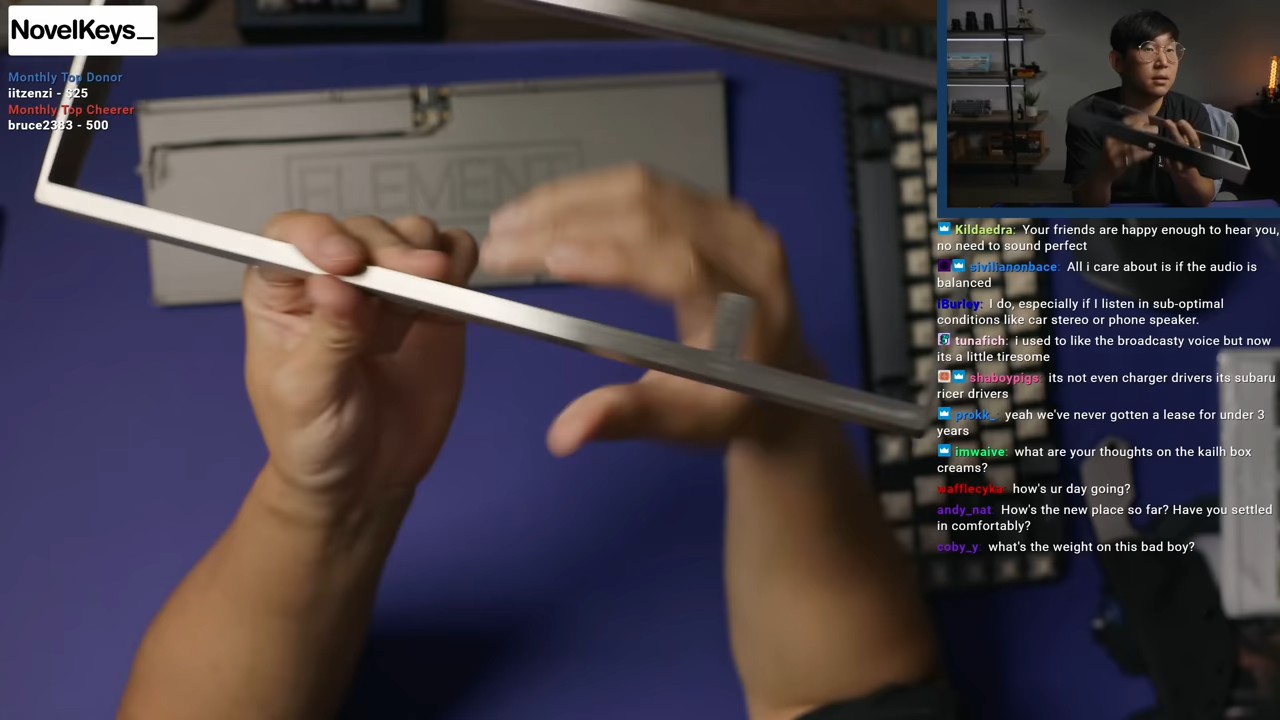 NovelKeys_
Monthly Top Donor
iitzenzi - $25
Monthly Top Cheerer
bruce2383 - 500
ELEMENT
Kildaedra: Your friends are happy enough to hear you,
no need to sound perfect
sivilianonbace: All i care about is if the audio is
balanced
iBurley: I do, especially if I listen in sub-optimal
conditions like car stereo or phone speaker.
tunafich: i used to like the broadcasty voice but now
its a little tiresome
shaboypigs: its not even charger drivers its subaru
ricer drivers
prokk_: yeah we've never gotten a lease for under 3
years
imwaive: what are your thoughts on the kailh box
creams?
wafflecyka: how's ur day going?
andy_nat: How's the new place so far? Have you settled
in comfortably?
coby_y: what's the weight on this bad boy?